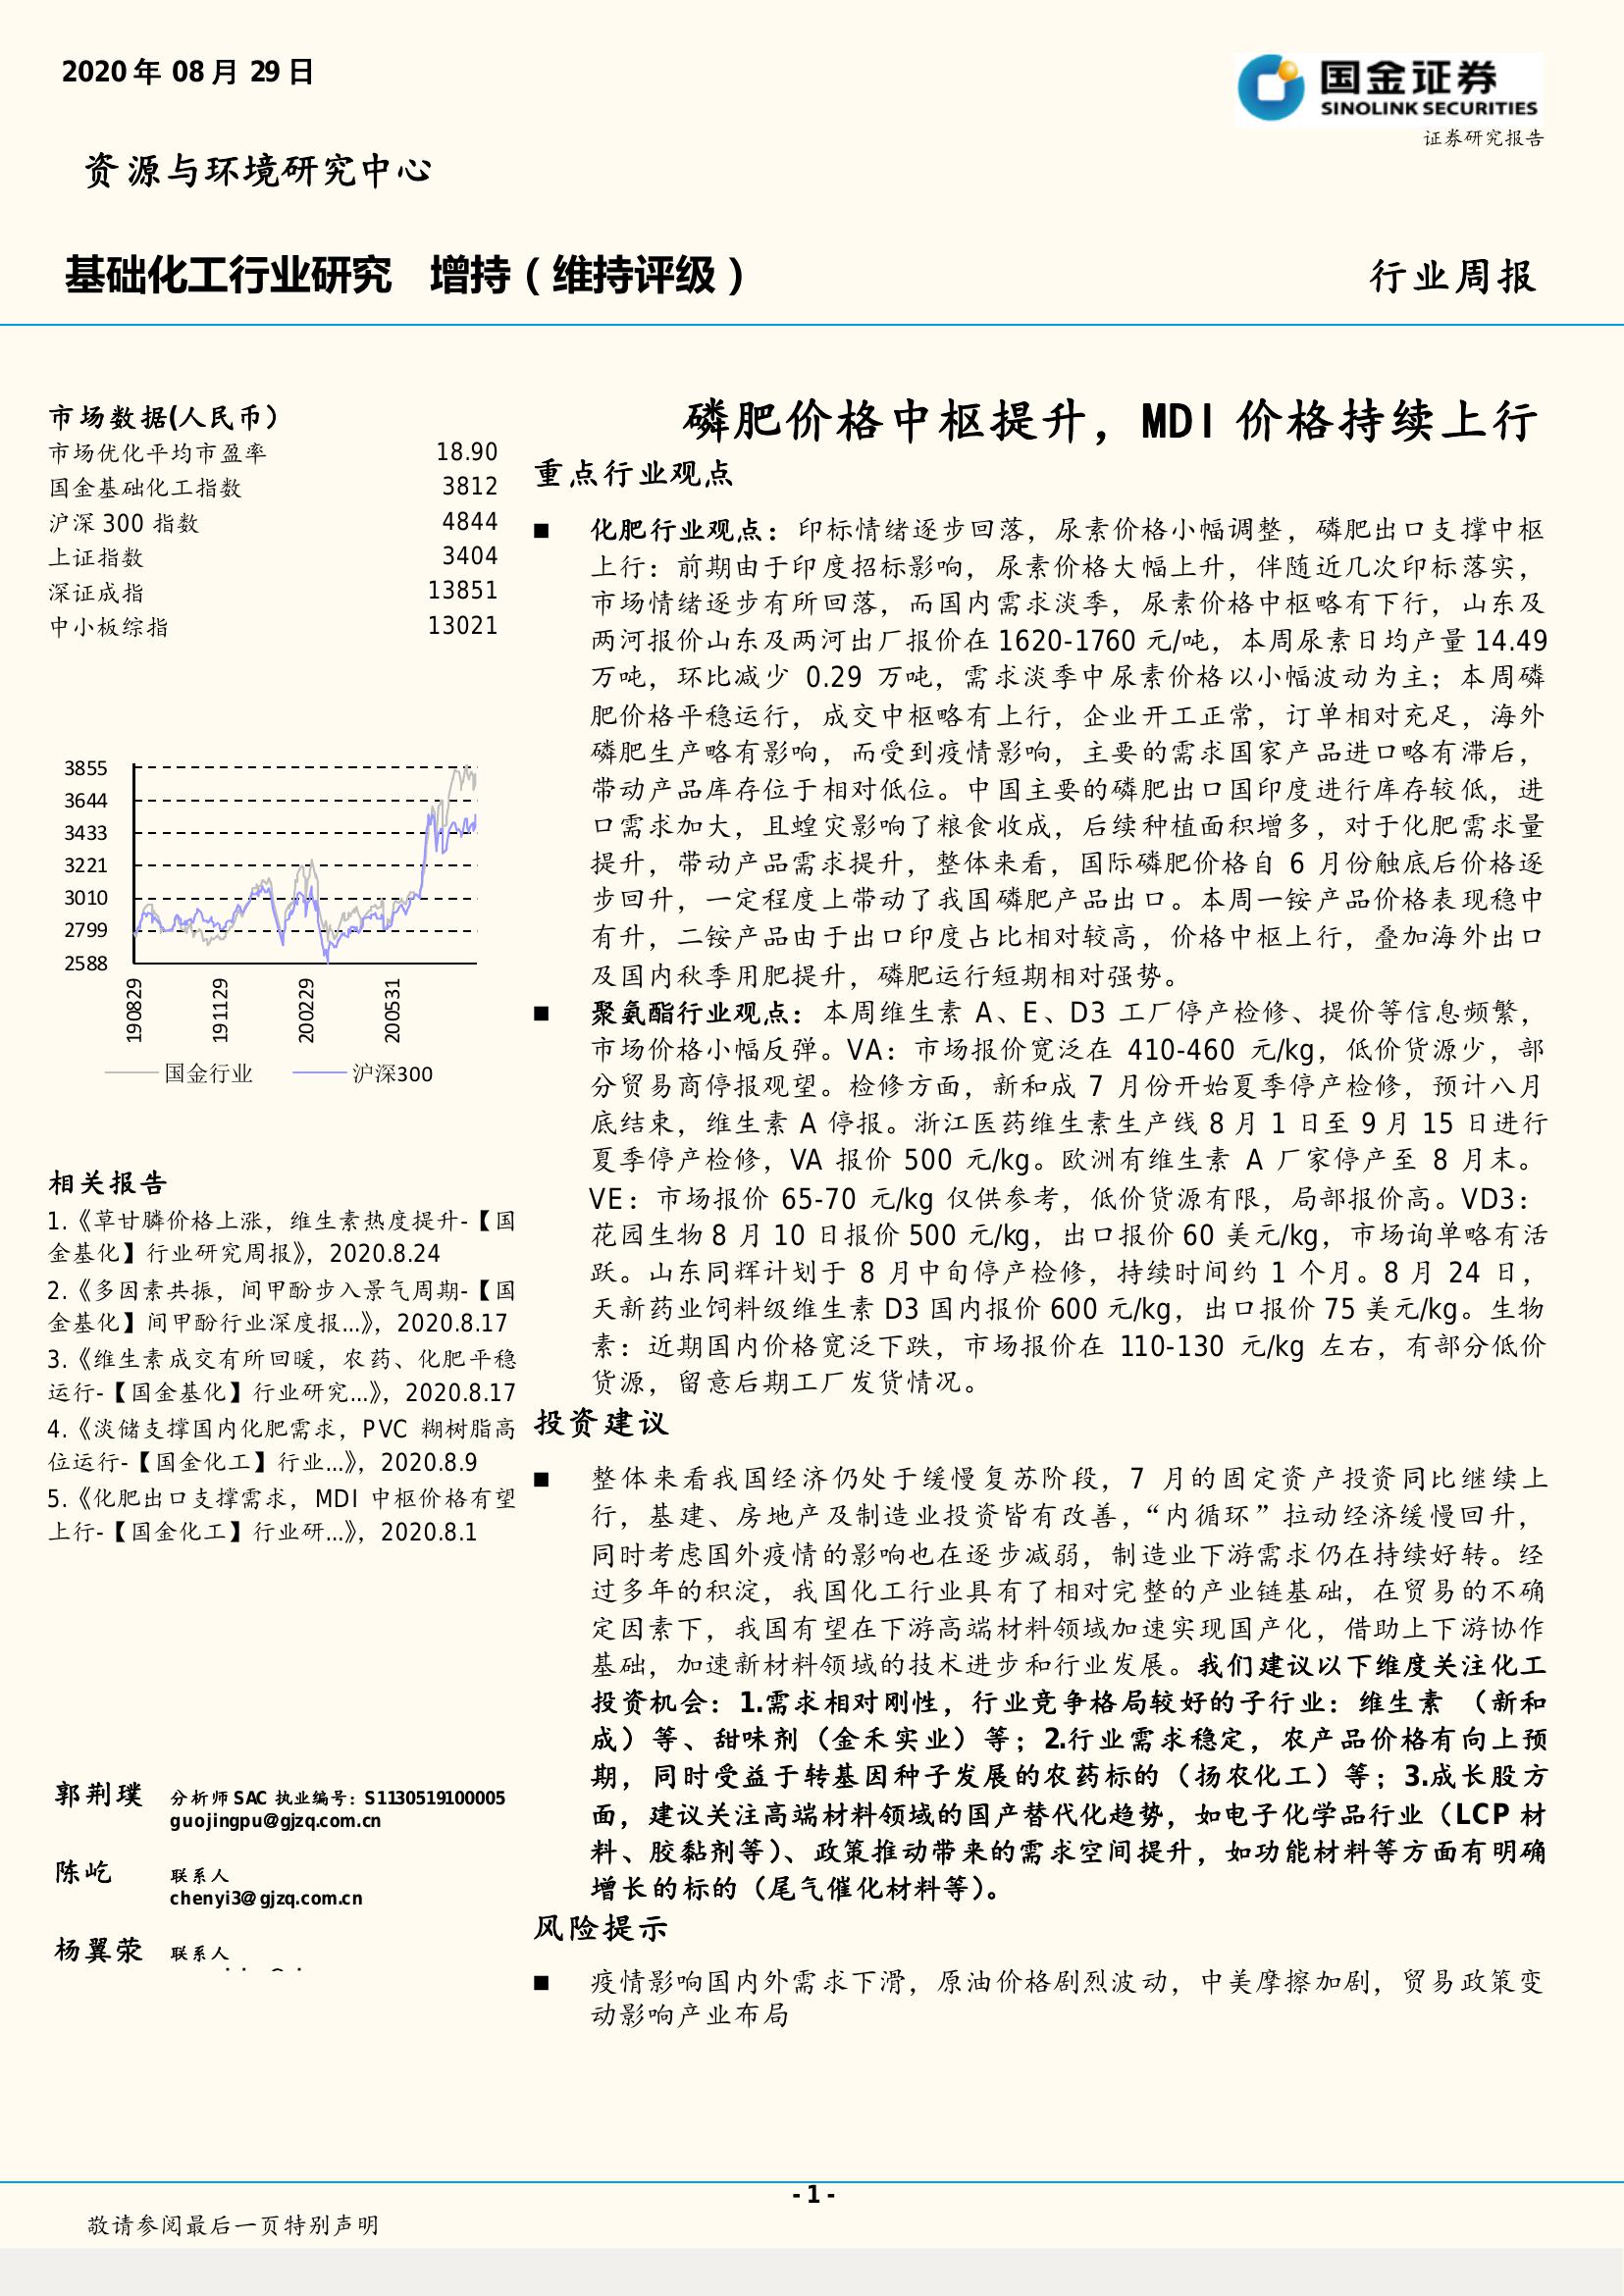 2020 年 08 月 29 日
国金证券
SINOLINK SECURITIES
证券研究报告
资源与环境研究中心
基础化工行业研究 增持（维持评级）
行业周报
市场数据(人民币）
市场优化平均市盈率 18.90
国金基础化工指数 3812
沪深 300 指数 4844
上证指数 3404
深证成指 13851
中小板综指 13021
3855
3644
3433
3221
3010
2799
2588
190829
191129
200229
200531
国金行业 沪深300
相关报告
1.《草甘膦价格上涨，维生素热度提升-【国
金基化】行业研究周报》，2020.8.24
2.《多因素共振，间甲酚步入景气周期-【国
金基化】间甲酚行业深度报...》，2020.8.17
3.《维生素成交有所回暖，农药、化肥平稳
运行-【国金基化】行业研究...》，2020.8.17
4.《淡储支撑国内化肥需求，PVC 糊树脂高
位运行-【国金化工】行业...》，2020.8.9
5.《化肥出口支撑需求，MDI 中枢价格有望
上行-【国金化工】行业研...》，2020.8.1
郭荆璞 分析师 SAC 执业编号：S1130519100005
guojingpu@gjzq.com.cn
陈屹 联系人
chenyi3@gjzq.com.cn
杨翼荥 联系人
磷肥价格中枢提升，MDI 价格持续上行
重点行业观点
■ 化肥行业观点：印标情绪逐步回落，尿素价格小幅调整，磷肥出口支撑中枢
上行：前期由于印度招标影响，尿素价格大幅上升，伴随近几次印标落实，
市场情绪逐步有所回落，而国内需求淡季，尿素价格中枢略有下行，山东及
两河报价山东及两河出厂报价在 1620-1760 元/吨，本周尿素日均产量 14.49
万吨，环比减少 0.29 万吨，需求淡季中尿素价格以小幅波动为主；本周磷
肥价格平稳运行，成交中枢略有上行，企业开工正常，订单相对充足，海外
磷肥生产略有影响，而受到疫情影响，主要的需求国家产品进口略有滞后，
带动产品库存位于相对低位。中国主要的磷肥出口国印度进行库存较低，进
口需求加大，且蝗灾影响了粮食收成，后续种植面积增多，对于化肥需求量
提升，带动产品需求提升，整体来看，国际磷肥价格自 6 月份触底后价格逐
步回升，一定程度上带动了我国磷肥产品出口。本周一铵产品价格表现稳中
有升，二铵产品由于出口印度占比相对较高，价格中枢上行，叠加海外出口
及国内秋季用肥提升，磷肥运行短期相对强势。
■ 聚氨酯行业观点：本周维生素 A、E、D3 工厂停产检修、提价等信息频繁，
市场价格小幅反弹。VA：市场报价宽泛在 410-460 元/kg，低价货源少，部
分贸易商停报观望。检修方面，新和成 7 月份开始夏季停产检修，预计八月
底结束，维生素 A 停报。浙江医药维生素生产线 8 月 1 日至 9 月 15 日进行
夏季停产检修，VA 报价 500 元/kg。欧洲有维生素 A 厂家停产至 8 月末。
VE：市场报价 65-70 元/kg 仅供参考，低价货源有限，局部报价高。VD3：
花园生物 8 月 10 日报价 500 元/kg，出口报价 60 美元/kg，市场询单略有活
跃。山东同辉计划于 8 月中旬停产检修，持续时间约 1 个月。8 月 24 日，
天新药业饲料级维生素 D3 国内报价 600 元/kg，出口报价 75 美元/kg。生物
素：近期国内价格宽泛下跌，市场报价在 110-130 元/kg 左右，有部分低价
货源，留意后期工厂发货情况。
投资建议
■ 整体来看我国经济仍处于缓慢复苏阶段，7 月的固定资产投资同比继续上
行，基建、房地产及制造业投资皆有改善，“内循环”拉动经济缓慢回升，
同时考虑国外疫情的影响也在逐步减弱，制造业下游需求仍在持续好转。经
过多年的积淀，我国化工行业具有了相对完整的产业链基础，在贸易的不确
定因素下，我国有望在下游高端材料领域加速实现国产化，借助上下游协作
基础，加速新材料领域的技术进步和行业发展。我们建议以下维度关注化工
投资机会：1.需求相对刚性，行业竞争格局较好的子行业：维生素 （新和
成）等、甜味剂（金禾实业）等；2.行业需求稳定，农产品价格有向上预
期，同时受益于转基因种子发展的农药标的（扬农化工）等；3.成长股方
面，建议关注高端材料领域的国产替代化趋势，如电子化学品行业（LCP 材
料、胶黏剂等）、政策推动带来的需求空间提升，如功能材料等方面有明确
增长的标的（尾气催化材料等）。
风险提示
■ 疫情影响国内外需求下滑，原油价格剧烈波动，中美摩擦加剧，贸易政策变
动影响产业布局
- 1 -
敬请参阅最后一页特别声明